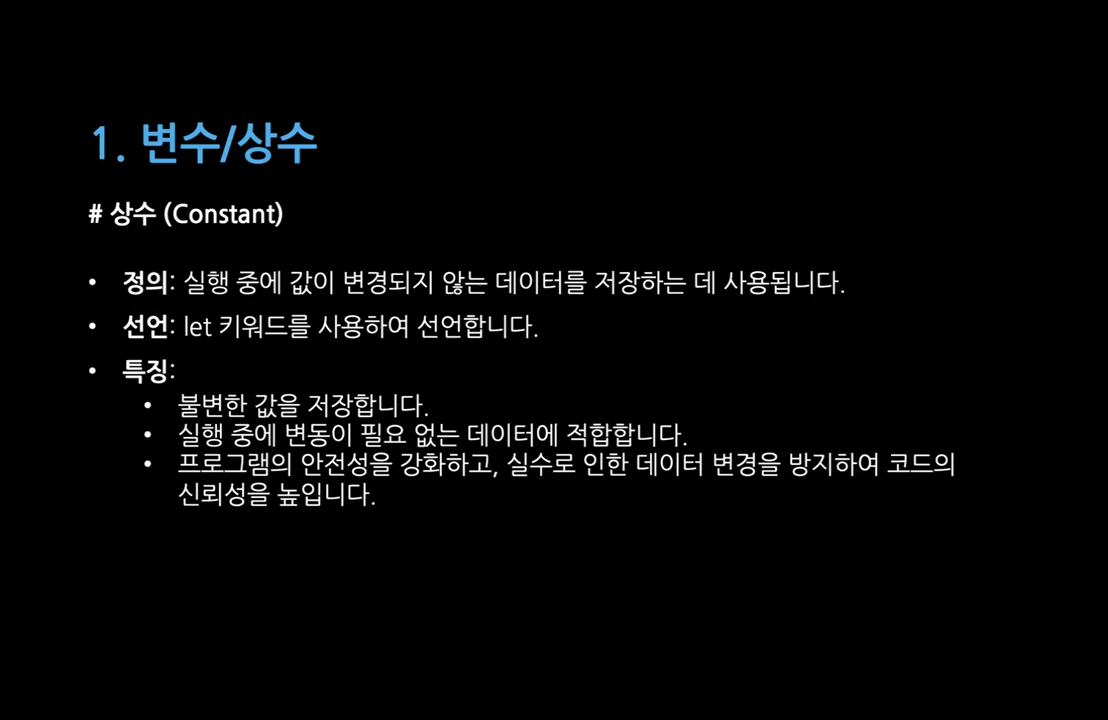 1. 변수/상수
# 상수 (Constant)
• 정의: 실행 중에 값이 변경되지 않는 데이터를 저장하는 데 사용됩니다.
• 선언: let 키워드를 사용하여 선언합니다.
• 특징:
• 불변한 값을 저장합니다.
• 실행 중에 변동이 필요 없는 데이터에 적합합니다.
• 프로그램의 안전성을 강화하고, 실수로 인한 데이터 변경을 방지하여 코드의
신뢰성을 높입니다.